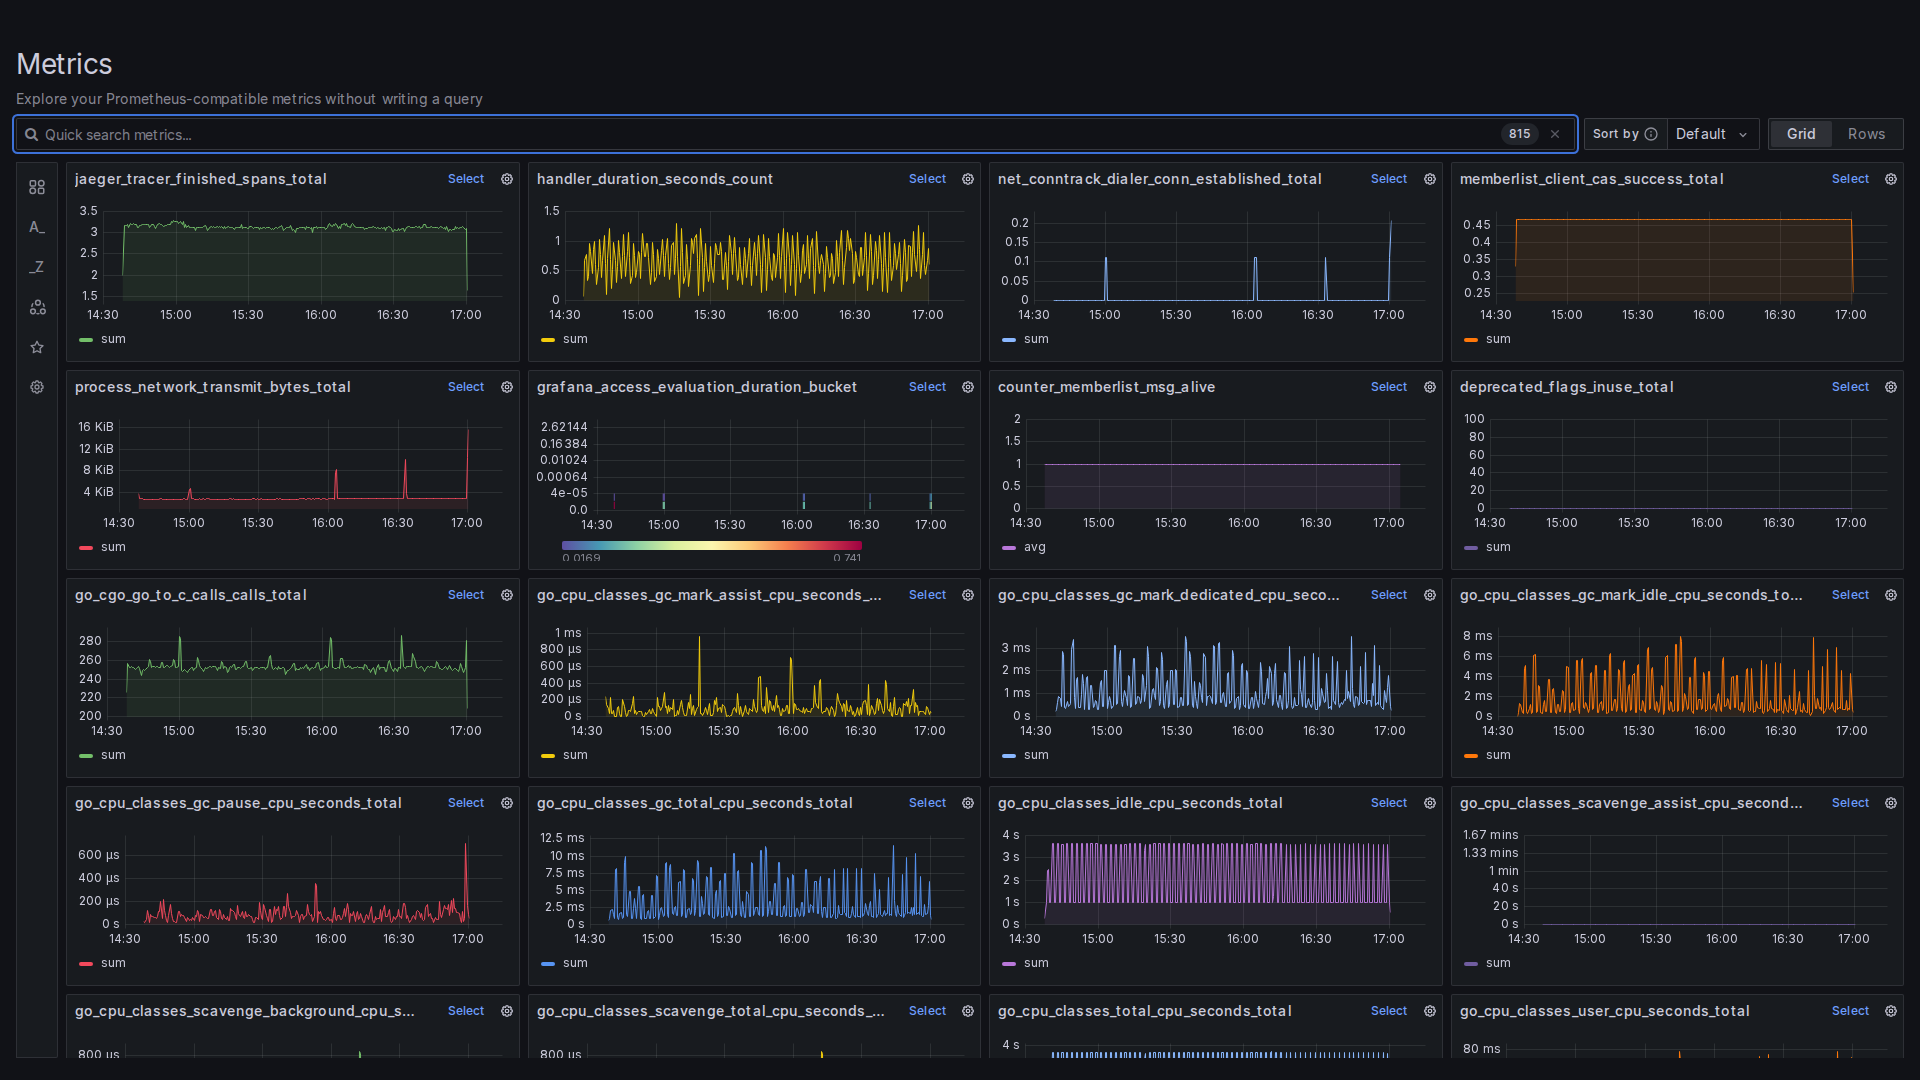 Metrics
Explore your Prometheus-compatible metrics without writing a query
Quick search metrics...
815
Sort by
Default
Grid
Rows
A_
_Z
jaeger_tracer_finished_spans_total
Select
3.5
3
2.5
2
1.5
14:30 15:00 15:30 16:00 16:30 17:00
sum
handler_duration_seconds_count
Select
1.5
1
0.5
0
14:30 15:00 15:30 16:00 16:30 17:00
sum
net_conntrack_dialer_conn_established_total
Select
0.2
0.15
0.1
0.05
0
14:30 15:00 15:30 16:00 16:30 17:00
sum
memberlist_client_cas_success_total
Select
0.45
0.4
0.35
0.3
0.25
14:30 15:00 15:30 16:00 16:30 17:00
sum
process_network_transmit_bytes_total
Select
16 KiB
12 KiB
8 KiB
4 KiB
14:30 15:00 15:30 16:00 16:30 17:00
sum
grafana_access_evaluation_duration_bucket
Select
2.62144
0.16384
0.01024
0.00064
4e-05
0.0
14:30 15:00 15:30 16:00 16:30 17:00
0.0169 0.741
counter_memberlist_msg_alive
Select
2
1.5
1
0.5
0
14:30 15:00 15:30 16:00 16:30 17:00
avg
deprecated_flags_inuse_total
Select
100
80
60
40
20
0
14:30 15:00 15:30 16:00 16:30 17:00
sum
go_cgo_go_to_c_calls_calls_total
Select
280
260
240
220
200
14:30 15:00 15:30 16:00 16:30 17:00
sum
go_cpu_classes_gc_mark_assist_cpu_seconds_...
Select
1 ms
800 µs
600 µs
400 µs
200 µs
0 s
14:30 15:00 15:30 16:00 16:30 17:00
sum
go_cpu_classes_gc_mark_dedicated_cpu_seco...
Select
3 ms
2 ms
1 ms
0 s
14:30 15:00 15:30 16:00 16:30 17:00
sum
go_cpu_classes_gc_mark_idle_cpu_seconds_to...
Select
8 ms
6 ms
4 ms
2 ms
0 s
14:30 15:00 15:30 16:00 16:30 17:00
sum
go_cpu_classes_gc_pause_cpu_seconds_total
Select
600 µs
400 µs
200 µs
0 s
14:30 15:00 15:30 16:00 16:30 17:00
sum
go_cpu_classes_gc_total_cpu_seconds_total
Select
12.5 ms
10 ms
7.5 ms
5 ms
2.5 ms
0 s
14:30 15:00 15:30 16:00 16:30 17:00
sum
go_cpu_classes_idle_cpu_seconds_total
Select
4 s
3 s
2 s
1 s
0 s
14:30 15:00 15:30 16:00 16:30 17:00
sum
go_cpu_classes_scavenge_assist_cpu_second...
Select
1.67 mins
1.33 mins
1 min
40 s
20 s
0 s
14:30 15:00 15:30 16:00 16:30 17:00
sum
go_cpu_classes_scavenge_background_cpu_s...
Select
800 µs
go_cpu_classes_scavenge_total_cpu_seconds_...
Select
800 µs
go_cpu_classes_total_cpu_seconds_total
Select
4 s
go_cpu_classes_user_cpu_seconds_total
Select
80 ms